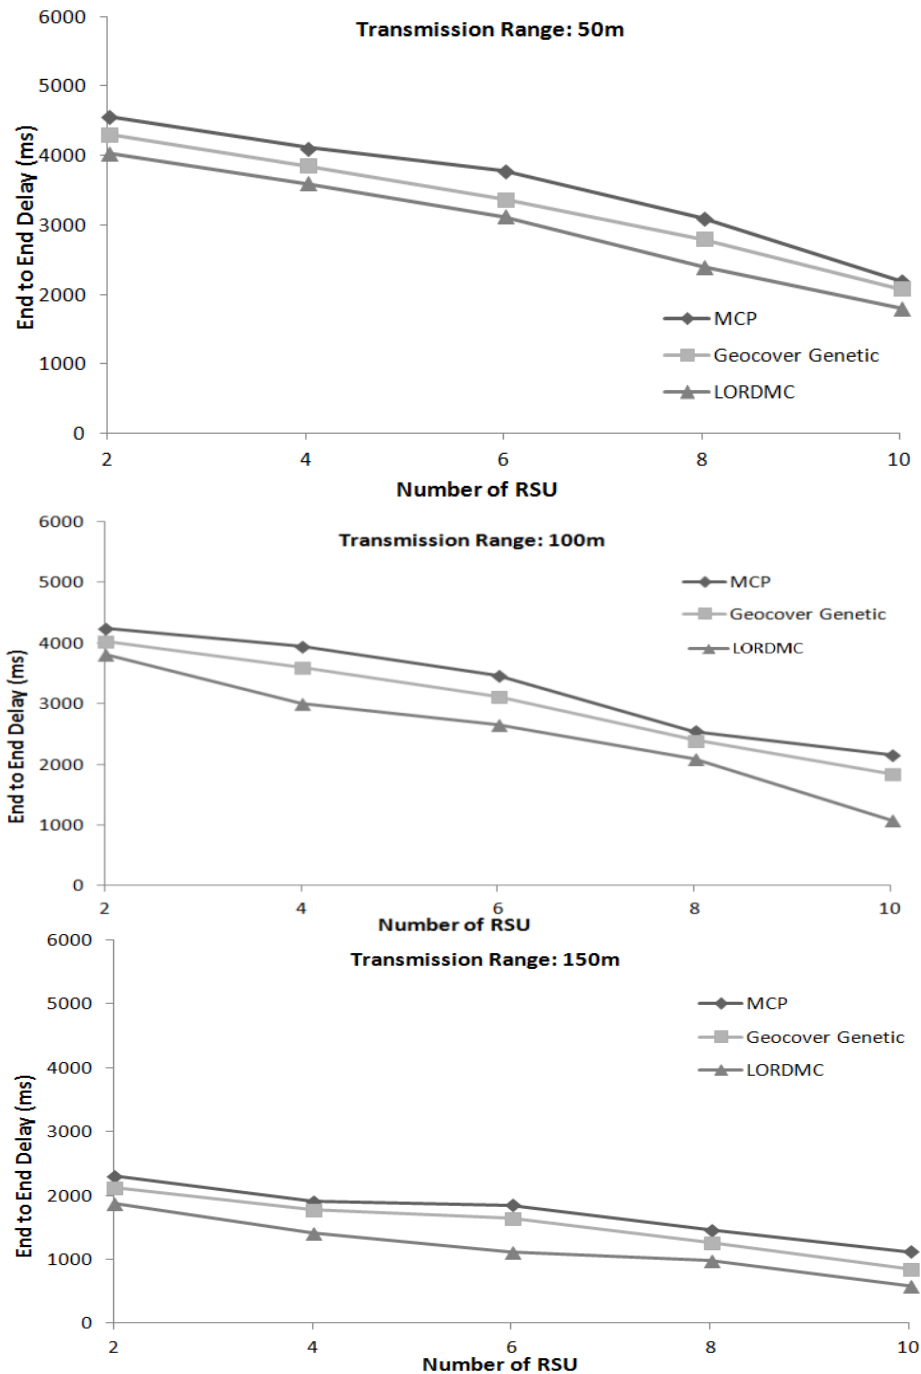 6000
Transmission Range: 50m
5000
4000
3000
2000
1000
0
End to End Delay (ms)
MCP
Geocover Genetic
LORDMC
2 4 6 8 10
Number of RSU
6000
Transmission Range: 100m
5000
4000
3000
2000
1000
0
End to End Delay (ms)
MCP
Geocover Genetic
LORDMC
2 4 6 8 10
Number of RSU
6000
Transmission Range: 150m
5000
4000
3000
2000
1000
0
End to End Delay (ms)
MCP
Geocover Genetic
LORDMC
2 4 6 8 10
Number of RSU